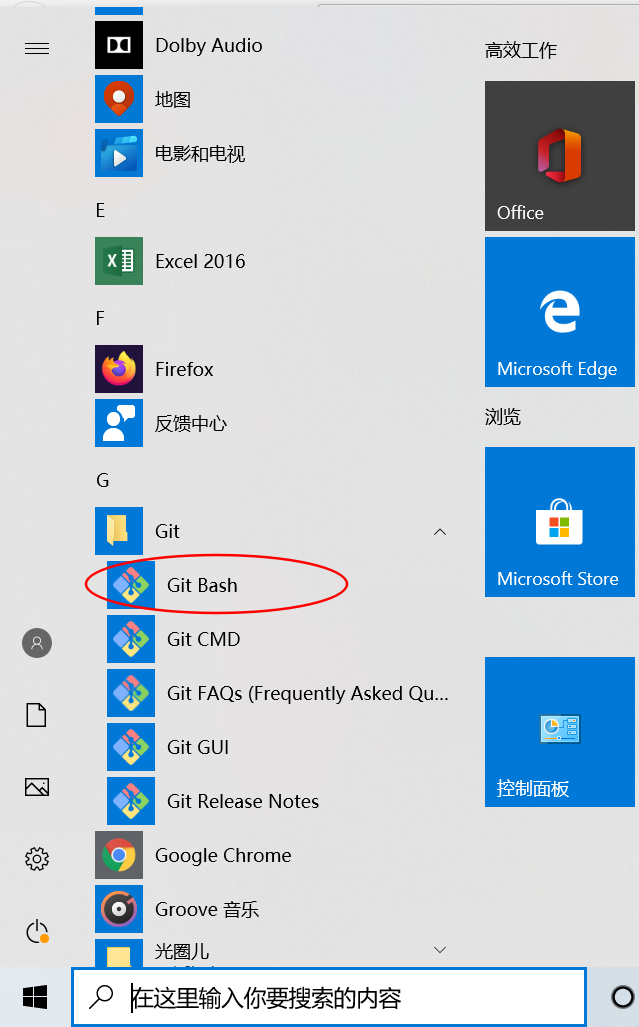 Dolby Audio
地图
电影和电视
E
Excel 2016
F
Firefox
反馈中心
G
Git
Git Bash
Git CMD
Git FAQs (Frequently Asked Qu...
Git GUI
Git Release Notes
Google Chrome
Groove 音乐
光圈儿
高效工作
Office
Microsoft Edge
浏览
Microsoft Store
控制面板
在这里输入你要搜索的内容